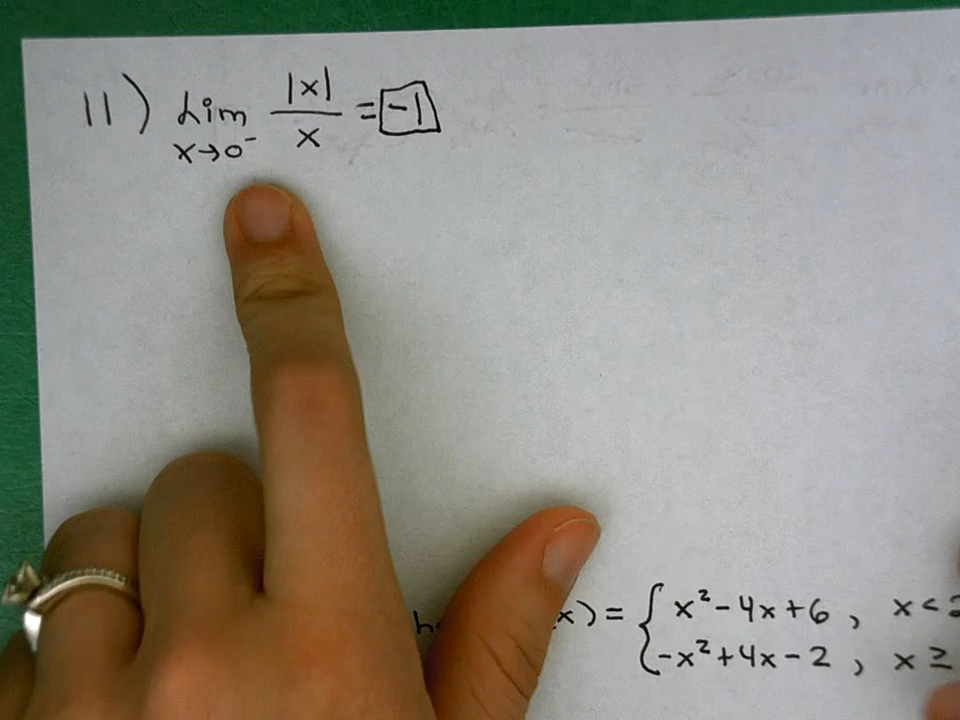 11) Lim x→0⁻ |x|/x = -1
x) = { x² - 4x + 6 , x <
-x² + 4x - 2 , x ≥